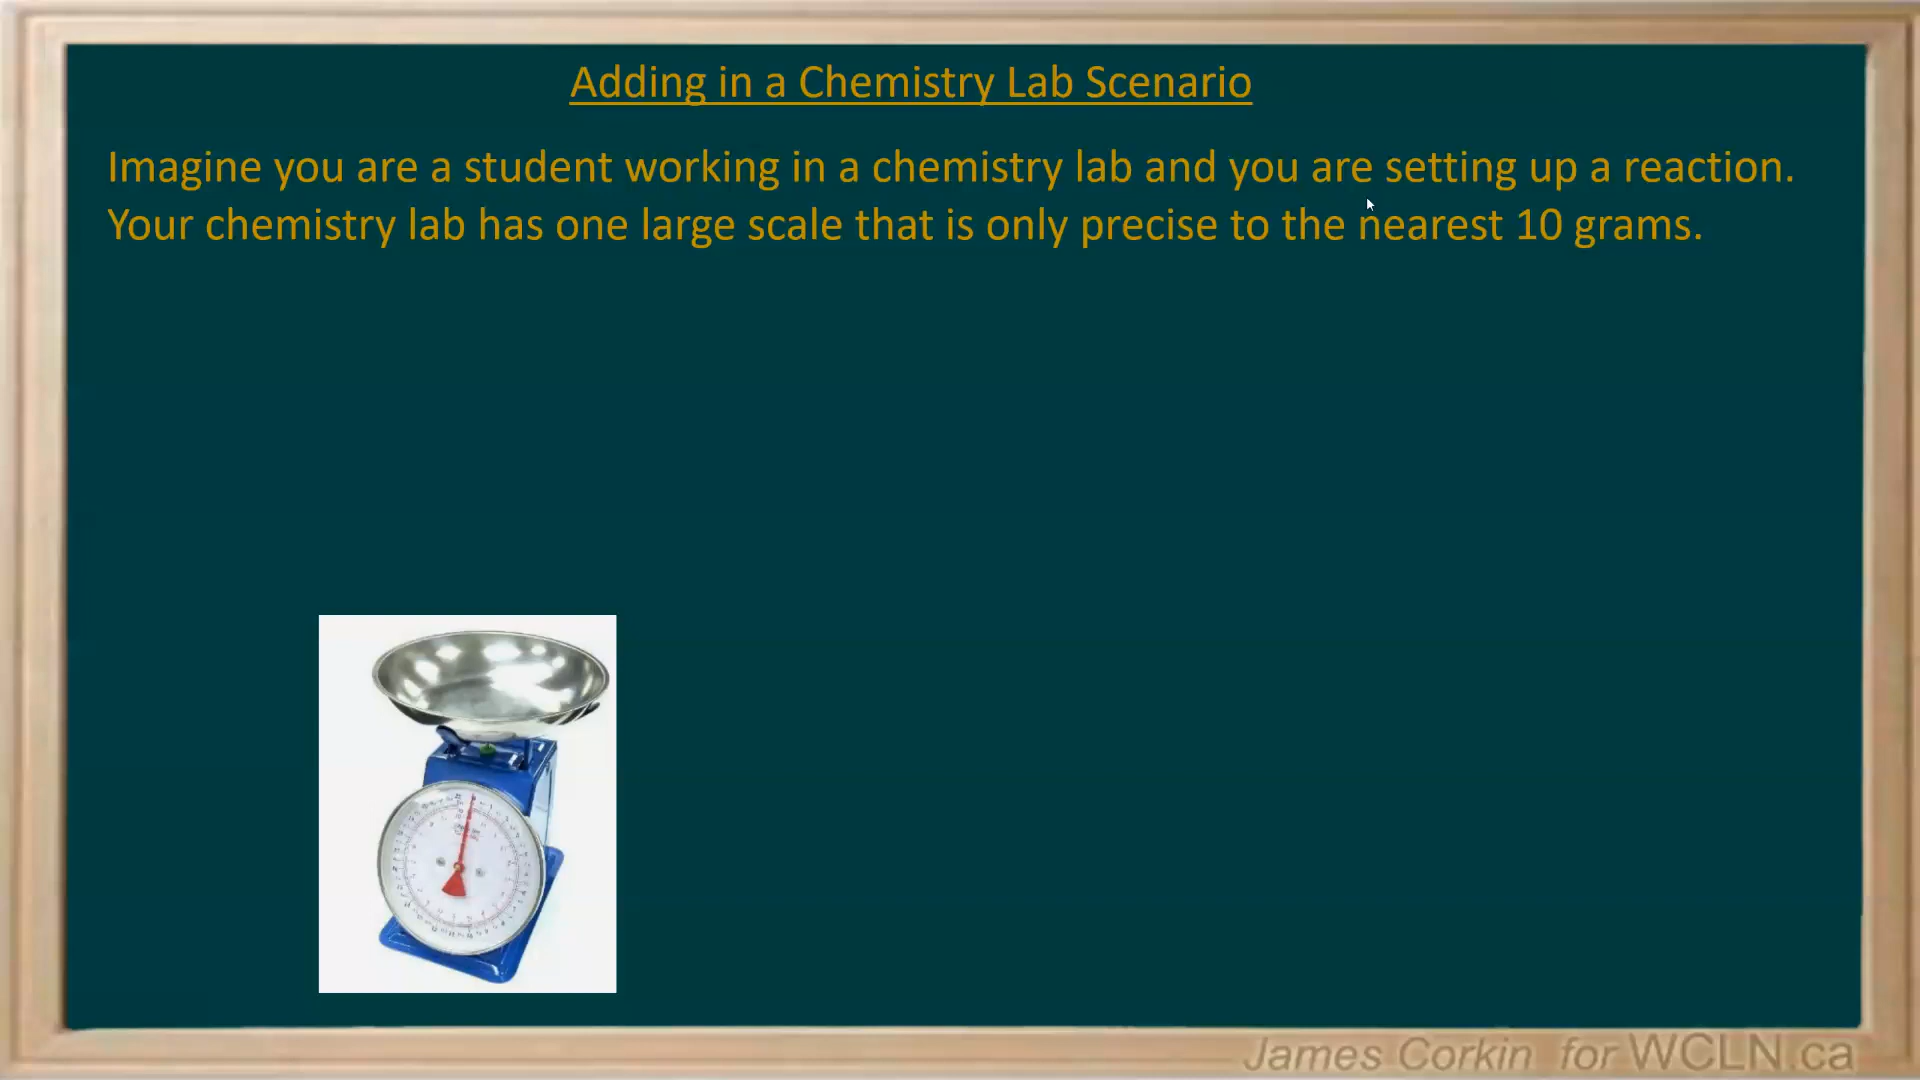 Adding in a Chemistry Lab Scenario
Imagine you are a student working in a chemistry lab and you are setting up a reaction.
Your chemistry lab has one large scale that is only precise to the nearest 10 grams.
James Corkin for WCLN.ca